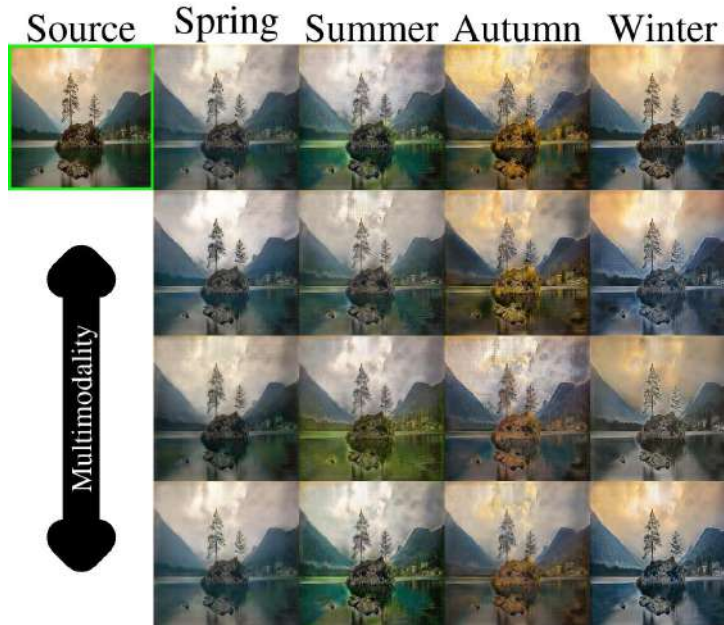 Source
Spring
Summer
Autumn
Winter
Multimodality